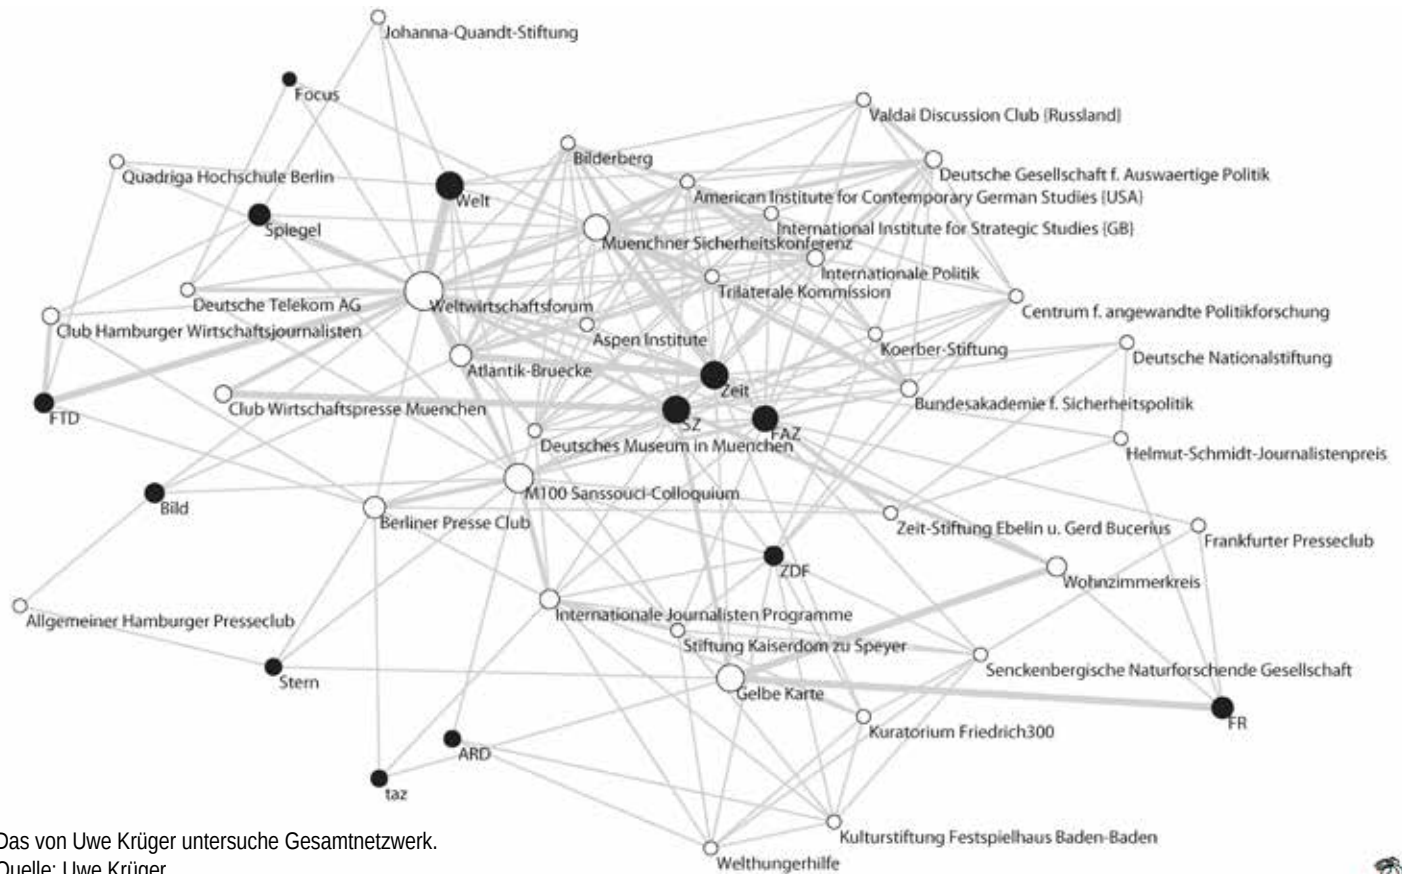 Johanna-Quandt-Stiftung
Focus
Valdai Discussion Club (Russland)
Bilderberg
Quadriga Hochschule Berlin
Deutsche Gesellschaft f. Auswaertige Politik
Welt
American Institute for Contemporary German Studies (USA)
Spiegel
International Institute for Strategic Studies (GB)
Muenchner Sicherheitskonferenz
Internationale Politik
Deutsche Telekom AG
Weltwirtschaftsforum
Trilaterale Kommission
Centrum f. angewandte Politikforschung
Club Hamburger Wirtschaftsjournalisten
Aspen Institute
Koerber-Stiftung
Deutsche Nationalstiftung
Atlantik-Bruecke
Zeit
FTD
Club Wirtschaftspresse Muenchen
SZ
Bundesakademie f. Sicherheitspolitik
FAZ
Deutsches Museum in Muenchen
Helmut-Schmidt-Journalistenpreis
M100 Sanssouci-Colloquium
Bild
Berliner Presse Club
Zeit-Stiftung Ebelin u. Gerd Bucerius
Frankfurter Presseclub
ZDF
Wohnzimmerkreis
Allgemeiner Hamburger Presseclub
Internationale Journalisten Programme
Stiftung Kaiserdom zu Speyer
Senckenbergische Naturforschende Gesellschaft
Stern
Gelbe Karte
FR
Kuratorium Friedrich300
ARD
taz
Kulturstiftung Festspielhaus Baden-Baden
Welthungerhilfe
Das von Uwe Krüger untersuche Gesamtnetzwerk.
Quelle: Uwe Krüger